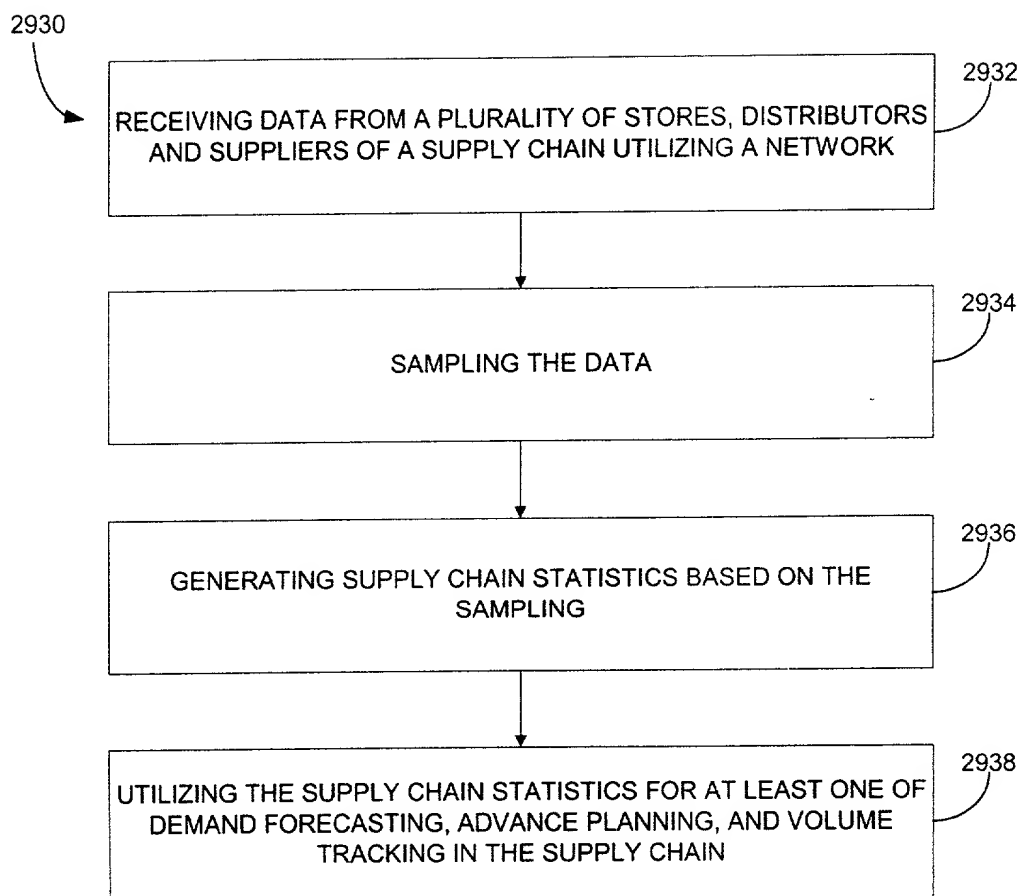 2930
2932
RECEIVING DATA FROM A PLURALITY OF STORES, DISTRIBUTORS
AND SUPPLIERS OF A SUPPLY CHAIN UTILIZING A NETWORK
2934
SAMPLING THE DATA
2936
GENERATING SUPPLY CHAIN STATISTICS BASED ON THE
SAMPLING
2938
UTILIZING THE SUPPLY CHAIN STATISTICS FOR AT LEAST ONE OF
DEMAND FORECASTING, ADVANCE PLANNING, AND VOLUME
TRACKING IN THE SUPPLY CHAIN